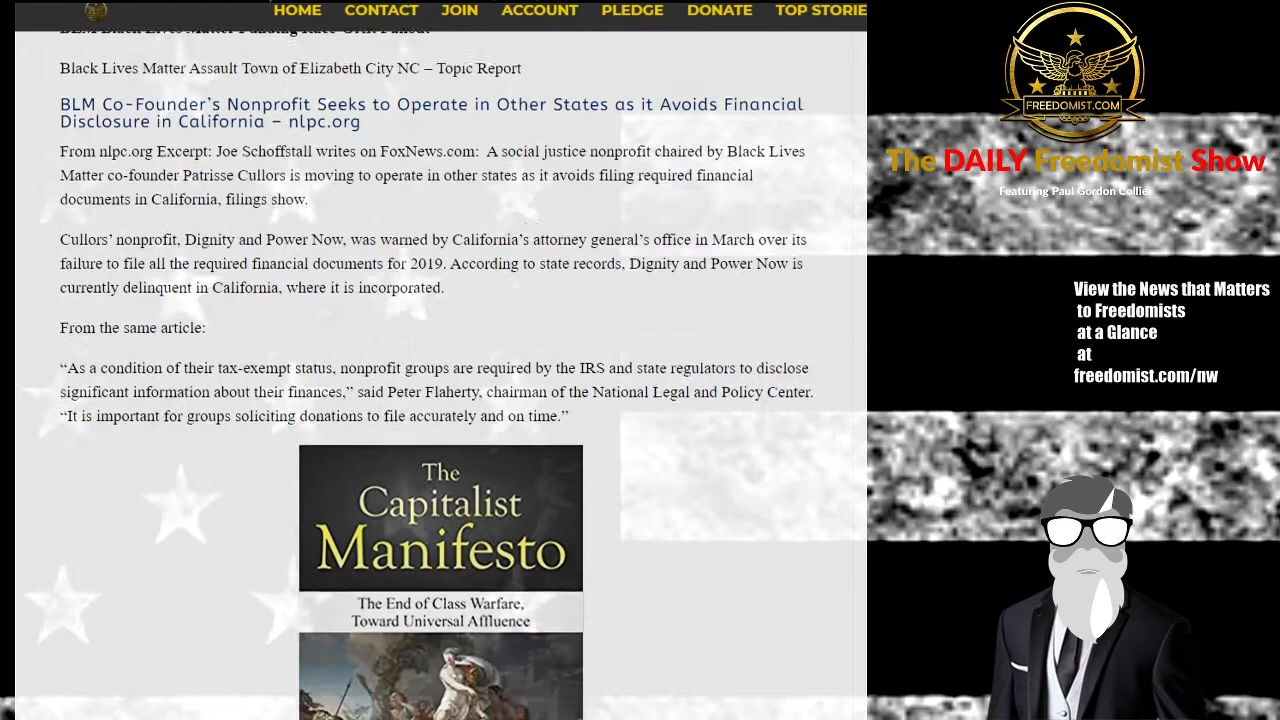 HOME CONTACT JOIN ACCOUNT PLEDGE DONATE TOP STORIE
Black Lives Matter Assault Town of Elizabeth City NC – Topic Report
BLM Co-Founder’s Nonprofit Seeks to Operate in Other States as it Avoids Financial
Disclosure in California – nlpc.org
From nlpc.org Excerpt: Joe Schoffstall writes at FoxNews.com: A social justice nonprofit chaired by Black Lives
Matter co-founder Patrisse Cullors is moving to operate in other states as it avoids filing required financial
documents in California, filings show.
Cullors’ nonprofit, Dignity and Power Now, was warned by California’s attorney general’s office in March over its
failure to file all the required financial documents for 2019. According to state records, Dignity and Power Now is
currently delinquent in California, where it is incorporated.
From the same article:
“As a condition of their tax-exempt status, nonprofit groups are required by the IRS and state regulators to disclose
significant information about their finances,” said Peter Flaherty, chairman of the National Legal and Policy Center.
“It is important for groups soliciting donations to file accurately and on time.”
The
Capitalist
Manifesto
The End of Class Warfare,
Toward Universal Affluence
FREEDOMIST.COM
The DAILY Freedomist Show
Featuring Paul Gordon Collie
View the News that Matters
to Freedomists
at a Glance
at
freedomist.com/nw